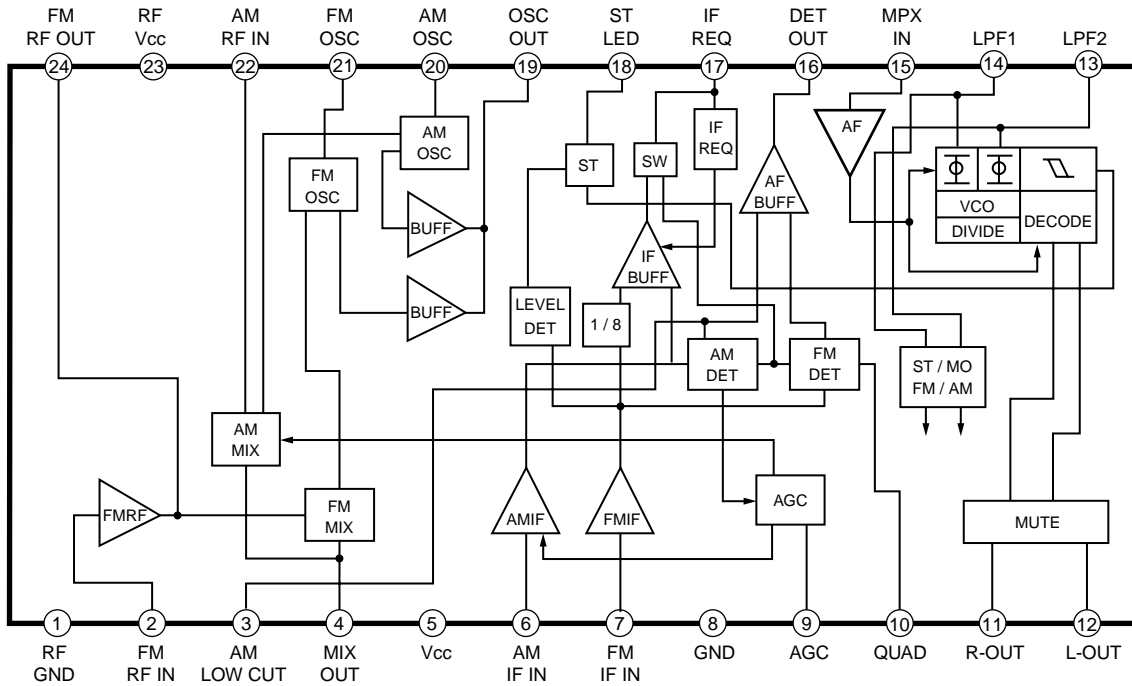 FM RF AM FM AM OSC ST IF DET MPX
RF OUT Vcc RF IN OSC OSC OUT LED REQ OUT IN LPF1 LPF2
24 23 22 21 20 19 18 17 16 15 14 13
AF
AM
OSC
IF
REQ
ST
SW
FM
OSC
AF
BUFF
VCO
DIVIDE
DECODE
BUFF
IF
BUFF
LEVEL
DET
1 / 8
BUFF
AM
DET
FM
DET
ST / MO
FM / AM
AM
MIX
FMRF
FM
MIX
AMIF
FMIF
AGC
MUTE
1 2 3 4 5 6 7 8 9 10 11 12
RF FM AM MIX Vcc AM FM GND AGC QUAD R-OUT L-OUT
GND RF IN LOW CUT OUT IF IN IF IN